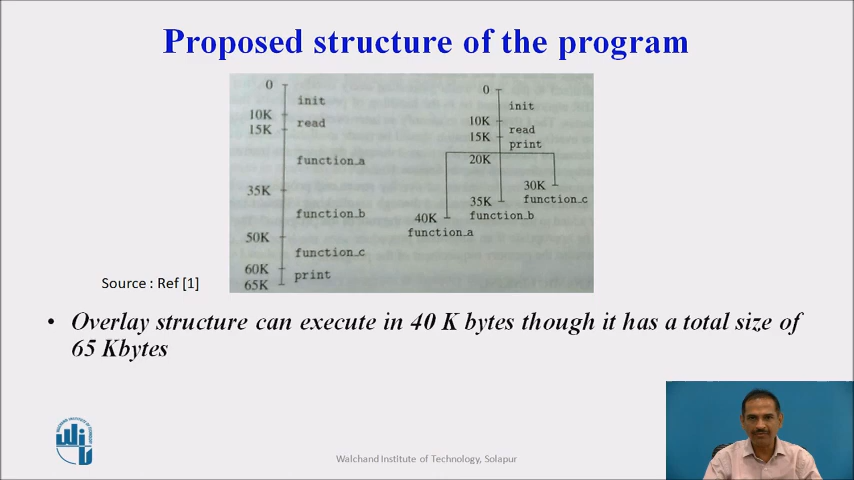 Proposed structure of the program
0
init
10K
read
15K
function_a
35K
function_b
50K
function_c
60K
print
65K
0
init
10K
read
15K
print
20K
30K
function_c
35K
function_b
40K
function_a
Source : Ref [1]
• Overlay structure can execute in 40 K bytes though it has a total size of
65 Kbytes
Walchand Institute of Technology, Solapur